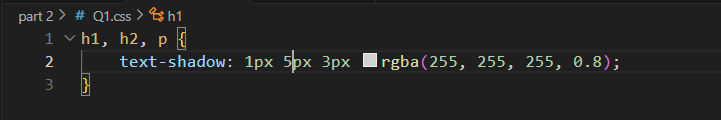 part 2 > # Q1.css > h1
1 h1, h2, p {
2 text-shadow: 1px 5px 3px rgba(255, 255, 255, 0.8);
3 }